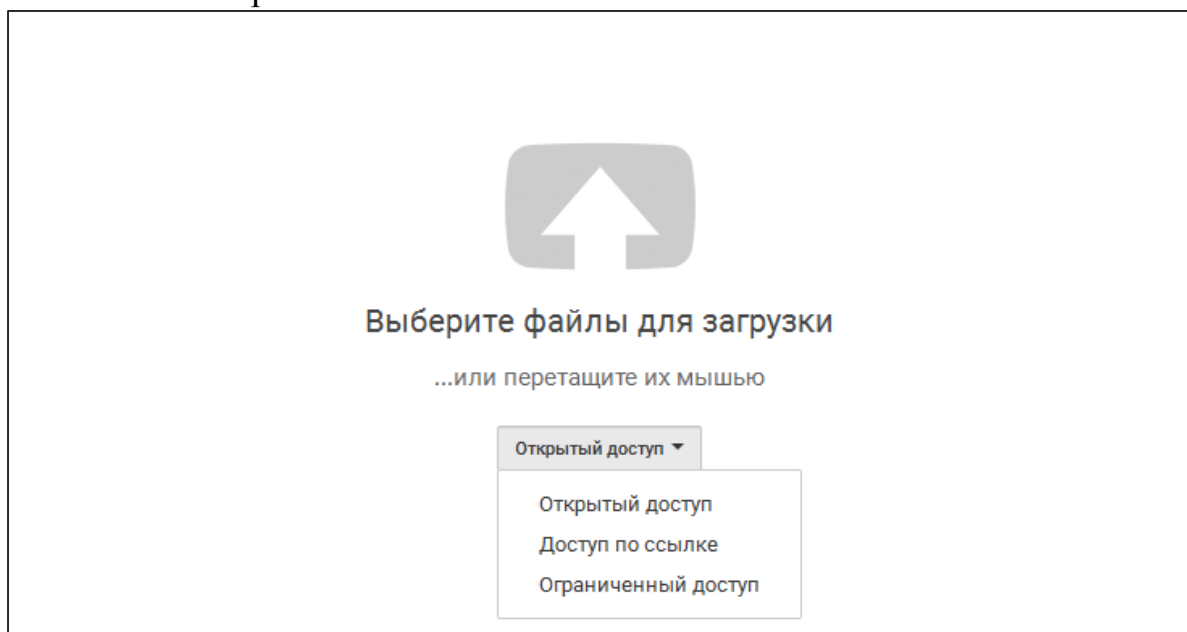 Выберите файлы для загрузки
...или перетащите их мышью
Открытый доступ
Открытый доступ
Доступ по ссылке
Ограниченный доступ